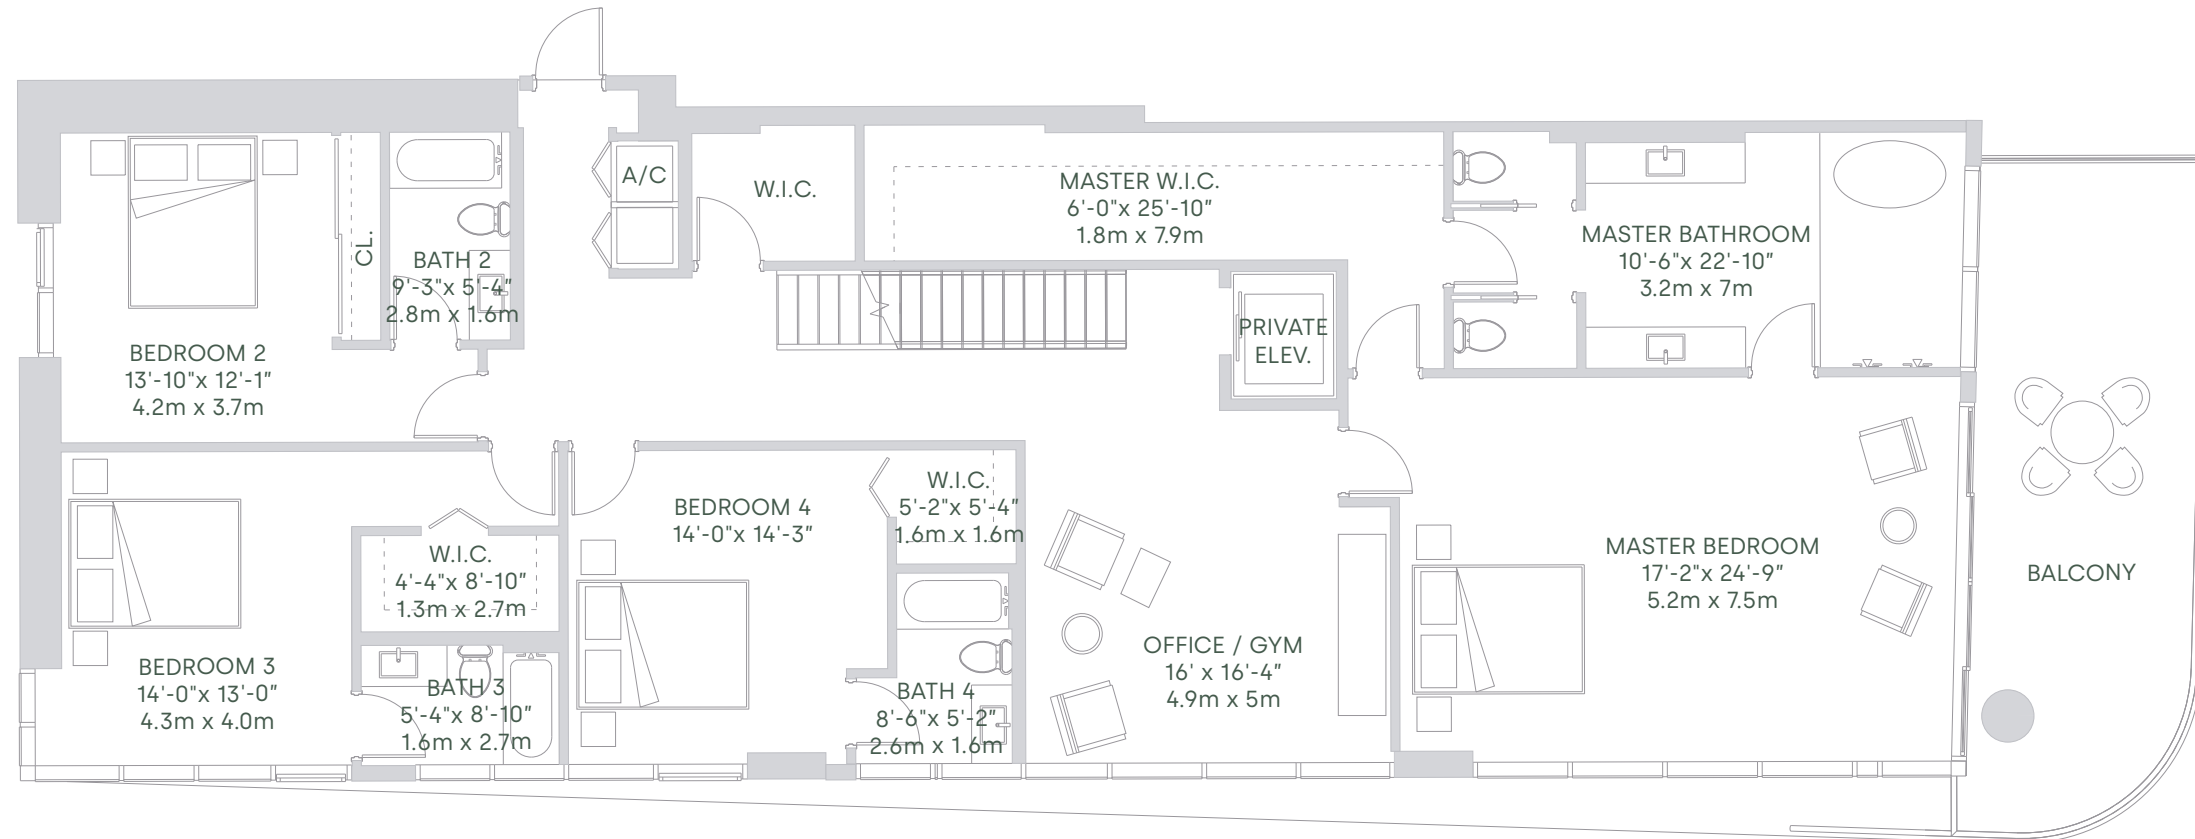 A/C
W.I.C.
MASTER W.I.C.
6'-0"x 25'-10"
1.8m x 7.9m
MASTER BATHROOM
10'-6"x 22'-10"
3.2m x 7m
CL.
BATH 2
9'-3"x 5'-4"
2.8m x 1.6m
PRIVATE
ELEV.
BEDROOM 2
13'-10"x 12'-1"
4.2m x 3.7m
W.I.C.
5'-2"x 5'-4"
1.6m x 1.6m
BEDROOM 4
14'-0"x 14'-3"
W.I.C.
4'-4"x 8'-10"
1.3m x 2.7m
MASTER BEDROOM
17'-2"x 24'-9"
5.2m x 7.5m
BALCONY
OFFICE / GYM
16' x 16'-4"
4.9m x 5m
BEDROOM 3
14'-0"x 13'-0"
4.3m x 4.0m
BATH 3
5'-4"x 8'-10"
1.6m x 2.7m
BATH 4
8'-6"x 5'-2"
2.6m x 1.6m